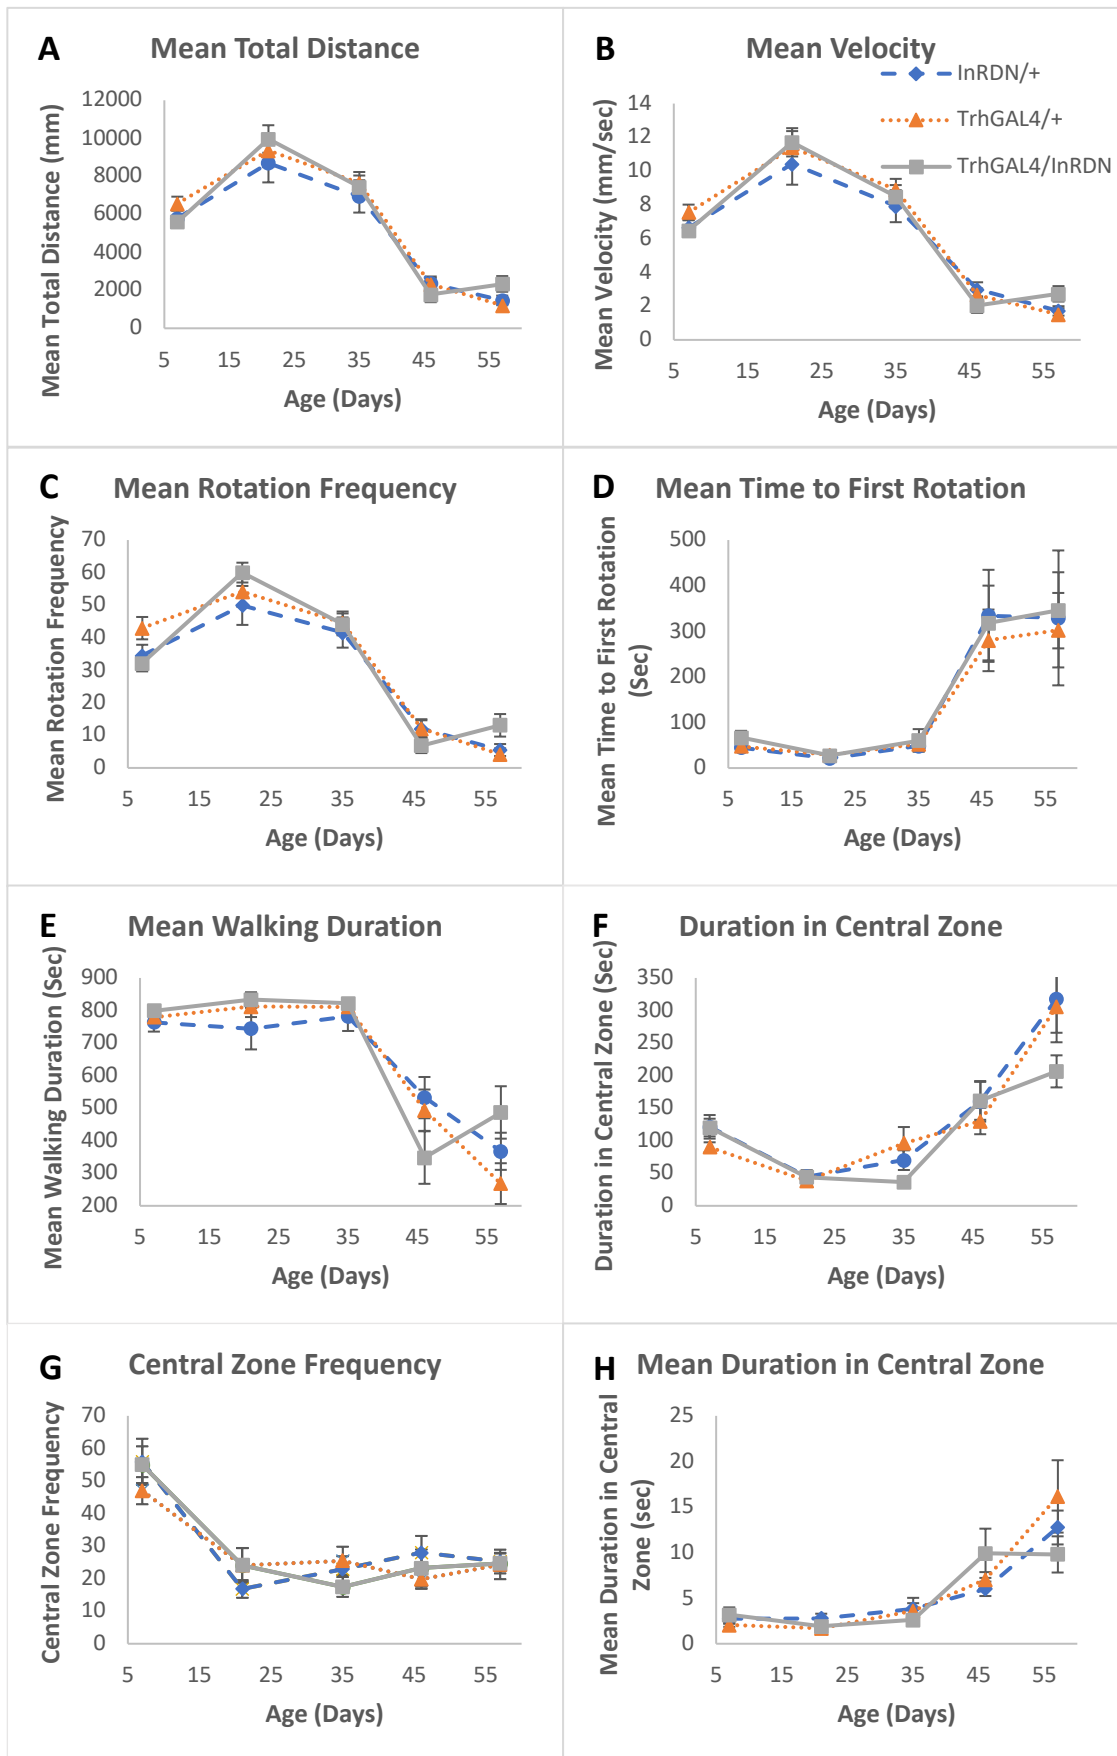 A Mean Total Distance
Mean Total Distance (mm)
12000
10000
8000
6000
4000
2000
0
5 15 25 35 45 55
Age (Days)
B Mean Velocity
InRDN/+
TrhGAL4/+
TrhGAL4/InRDN
Mean Velocity (mm/sec)
14
12
10
8
6
4
2
0
5 15 25 35 45 55
Age (Days)
C Mean Rotation Frequency
Mean Rotation Frequency
70
60
50
40
30
20
10
0
5 15 25 35 45 55
Age (Days)
D Mean Time to First Rotation
Mean Time to First Rotation
(Sec)
500
400
300
200
100
0
5 15 25 35 45 55
Age (Days)
E Mean Walking Duration
Mean Walking Duration (Sec)
900
800
700
600
500
400
300
200
5 15 25 35 45 55
Age (Days)
F Duration in Central Zone
Duration in Central Zone (Sec)
350
300
250
200
150
100
50
0
5 15 25 35 45 55
Age (Days)
G Central Zone Frequency
Central Zone Frequency
70
60
50
40
30
20
10
0
5 15 25 35 45 55
Age (Days)
H Mean Duration in Central Zone
Mean Duration in Central
Zone (sec)
25
20
15
10
5
0
5 15 25 35 45 55
Age (Days)